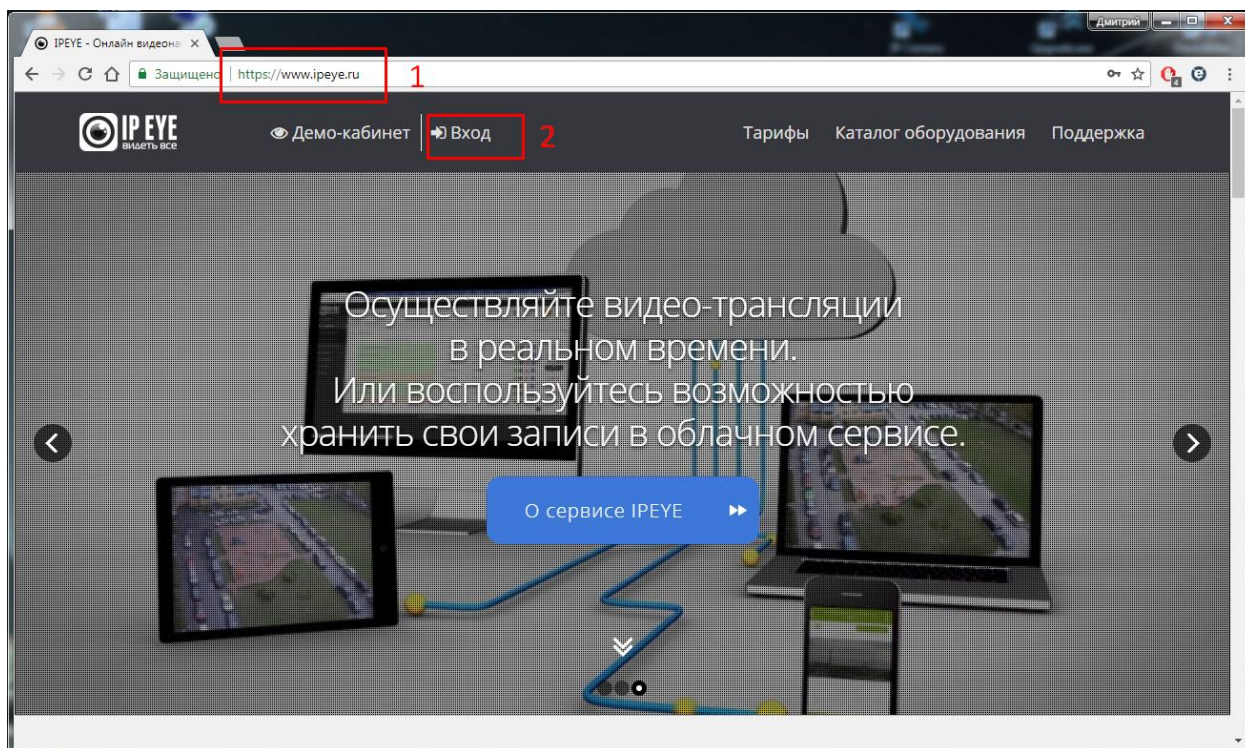 Дмитрий
IPEYE - Онлайн видеона
Защищено
https://www.ipeye.ru
1
4
IP EYE
видеть все
Демо-кабинет
Вход
2
Тарифы
Каталог оборудования
Поддержка
Осуществляйте видео-трансляции
в реальном времени.
Или воспользуйтесь возможностью
хранить свои записи в облачном сервисе.
О сервисе IPEYE